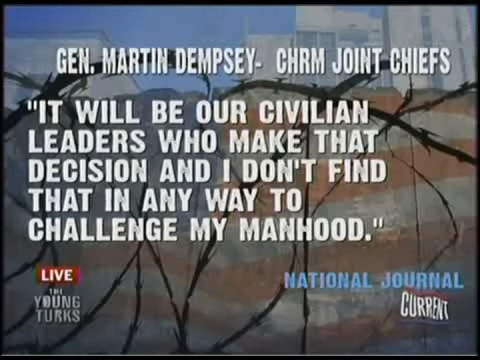 GEN. MARTIN DEMPSEY- CHRM JOINT CHIEFS
"IT WILL BE OUR CIVILIAN
LEADERS WHO MAKE THAT
DECISION AND I DON'T FIND
THAT IN ANY WAY TO
CHALLENGE MY MANHOOD."
LIVE
THE
YOUNG
TURKS
NATIONAL JOURNAL
CURRENT